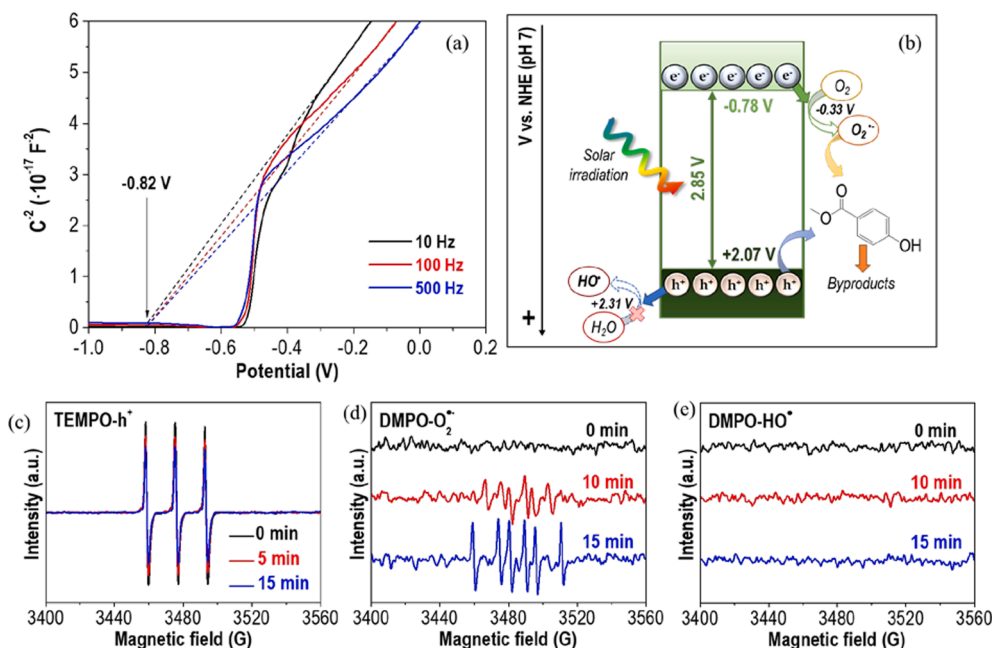 (a)
C⁻² (·10⁻¹⁷ F⁻²)
6
5
4
3
2
1
0
-0.82 V
10 Hz
100 Hz
500 Hz
-1.0 -0.8 -0.6 -0.4 -0.2 0.0 0.2
Potential (V)
(b)
V vs. NHE (pH 7)
+
e⁻ e⁻ e⁻ e⁻ e⁻
-0.78 V
O₂
-0.33 V
O₂•⁻
Solar
irradiation
2.85 V
+2.07 V
O
O
OH
Byproducts
h⁺ h⁺ h⁺ h⁺ h⁺
HO•
+2.31 V
H₂O
(c)
TEMPO-h⁺
Intensity (a.u.)
0 min
5 min
15 min
3400 3440 3480 3520 3560
Magnetic field (G)
(d)
DMPO-O₂•⁻
Intensity (a.u.)
0 min
10 min
15 min
3400 3440 3480 3520 3560
Magnetic field (G)
(e)
DMPO-HO•
Intensity (a.u.)
0 min
10 min
15 min
3400 3440 3480 3520 3560
Magnetic field (G)